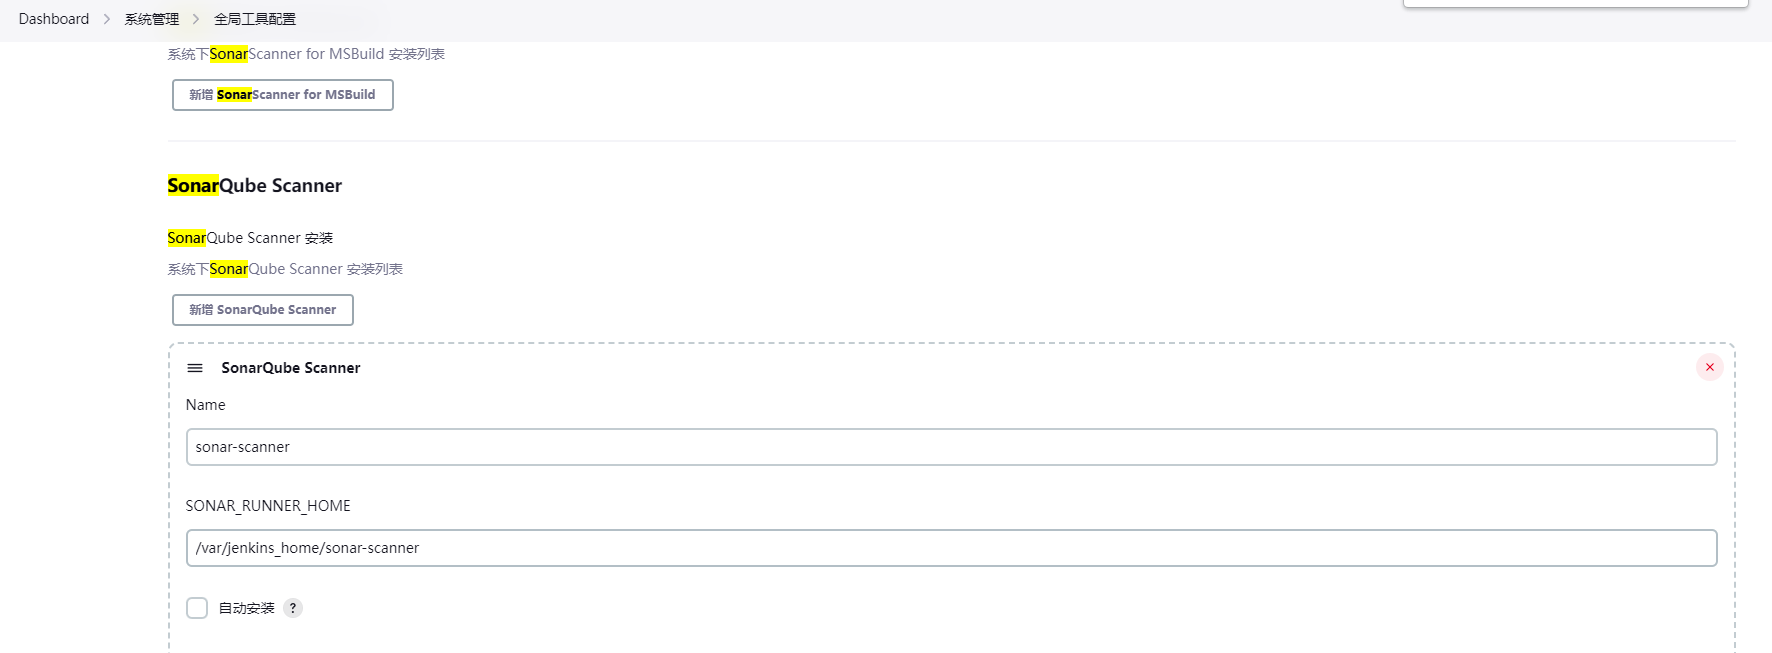 Dashboard > 系统管理 > 全局工具配置
系统下SonarScanner for MSBuild 安装列表
新增 SonarScanner for MSBuild
SonarQube Scanner
SonarQube Scanner 安装
系统下SonarQube Scanner 安装列表
新增 SonarQube Scanner
SonarQube Scanner
Name
sonar-scanner
SONAR_RUNNER_HOME
/var/jenkins_home/sonar-scanner
自动安装 ?